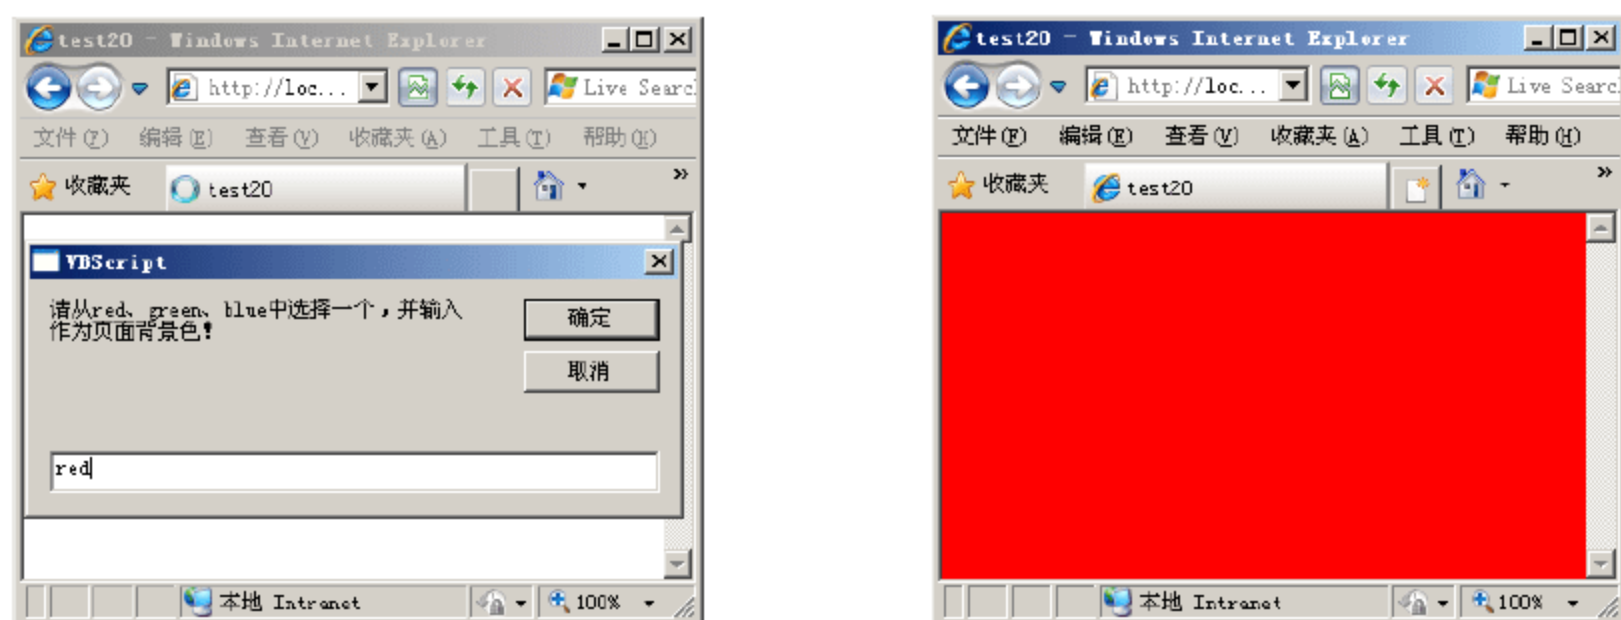 test20 - Windows Internet Explorer
http://loc...
Live Searc
文件(F) 编辑(E) 查看(V) 收藏夹(A) 工具(T) 帮助(H)
收藏夹 test20 »
VBScript
请从red、green、blue中选择一个，并输入
作为页面背景色！
确定
取消
red
本地 Intranet 100%
test20 - Windows Internet Explorer
http://loc...
Live Searc
文件(F) 编辑(E) 查看(V) 收藏夹(A) 工具(T) 帮助(H)
收藏夹 test20 »
本地 Intranet 100%